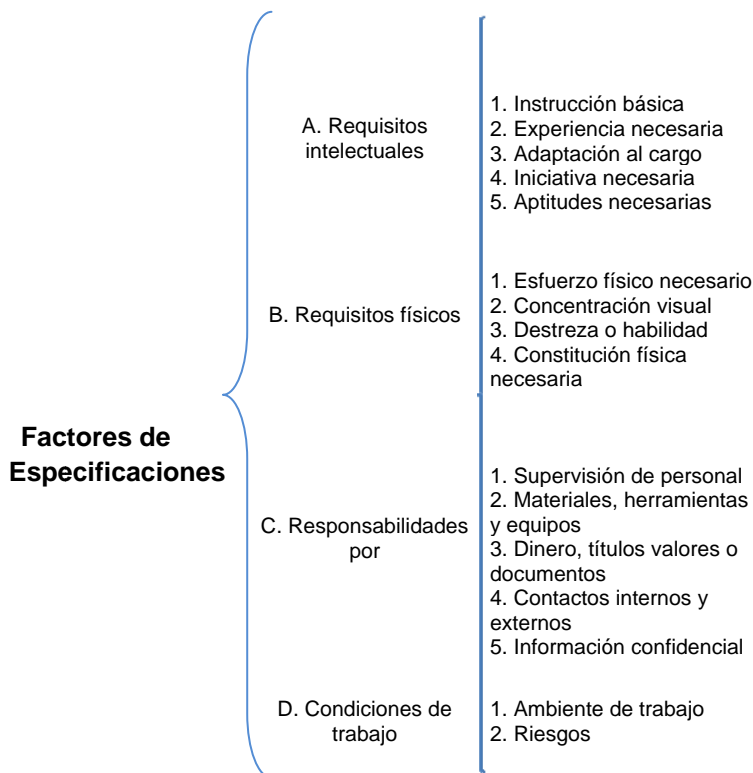 Factores de
Especificaciones
A. Requisitos
intelectuales
1. Instrucción básica
2. Experiencia necesaria
3. Adaptación al cargo
4. Iniciativa necesaria
5. Aptitudes necesarias
B. Requisitos físicos
1. Esfuerzo físico necesario
2. Concentración visual
3. Destreza o habilidad
4. Constitución física
necesaria
C. Responsabilidades
por
1. Supervisión de personal
2. Materiales, herramientas
y equipos
3. Dinero, títulos valores o
documentos
4. Contactos internos y
externos
5. Información confidencial
D. Condiciones de
trabajo
1. Ambiente de trabajo
2. Riesgos